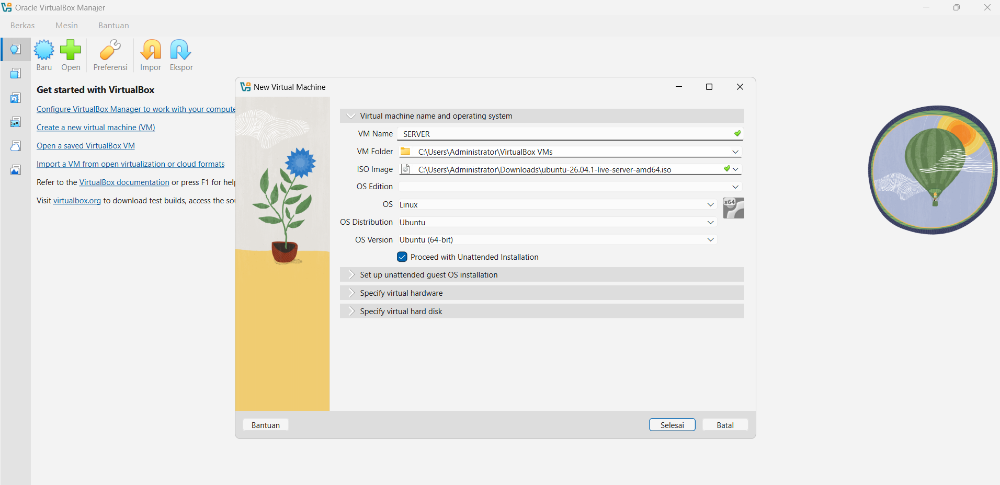 Oracle VirtualBox Manajer
Berkas Mesin Bantuan
Baru Open Preferensi Impor Ekspor
Get started with VirtualBox
Configure VirtualBox Manager to work with your compute
Create a new virtual machine (VM)
Open a saved VirtualBox VM
Import a VM from open virtualization or cloud formats
Refer to the VirtualBox documentation or press F1 for help
Visit virtualbox.org to download test builds, access the so
New Virtual Machine
Virtual machine name and operating system
VM Name SERVER
VM Folder C:\Users\Administrator\VirtualBox VMs
ISO Image C:\Users\Administrator\Downloads\ubuntu-26.04.1-live-server-amd64.iso
OS Edition
OS Linux
x64
OS Distribution Ubuntu
OS Version Ubuntu (64-bit)
Proceed with Unattended Installation
Set up unattended guest OS installation
Specify virtual hardware
Specify virtual hard disk
Bantuan Selesai Batal